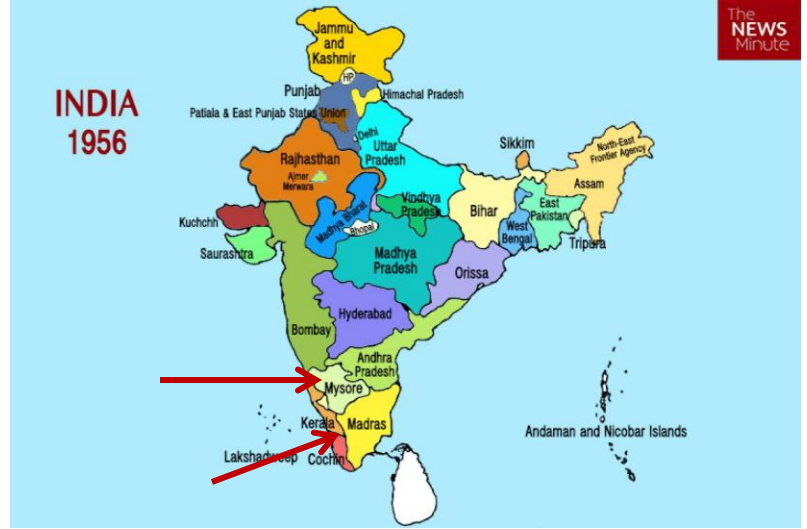 The
NEWS
Minute
INDIA
1956
Jammu
and
Kashmir
HP
Punjab
Himachal Pradesh
Patiala & East Punjab States Union
Delhi
Uttar
Pradesh
Sikkim
North-East
Frontier Agency
Rajhasthan
Ajmer
Merwara
Assam
Kuchchh
Madhya Bharat
Bhopal
Vindhya
Pradesh
Bihar
East
Pakistan
West
Bengal
Tripura
Saurashtra
Madhya
Pradesh
Orissa
Hyderabad
Bombay
Andhra
Pradesh
Mysore
Kerala
Madras
Andaman and Nicobar Islands
Lakshadweep
Cochin